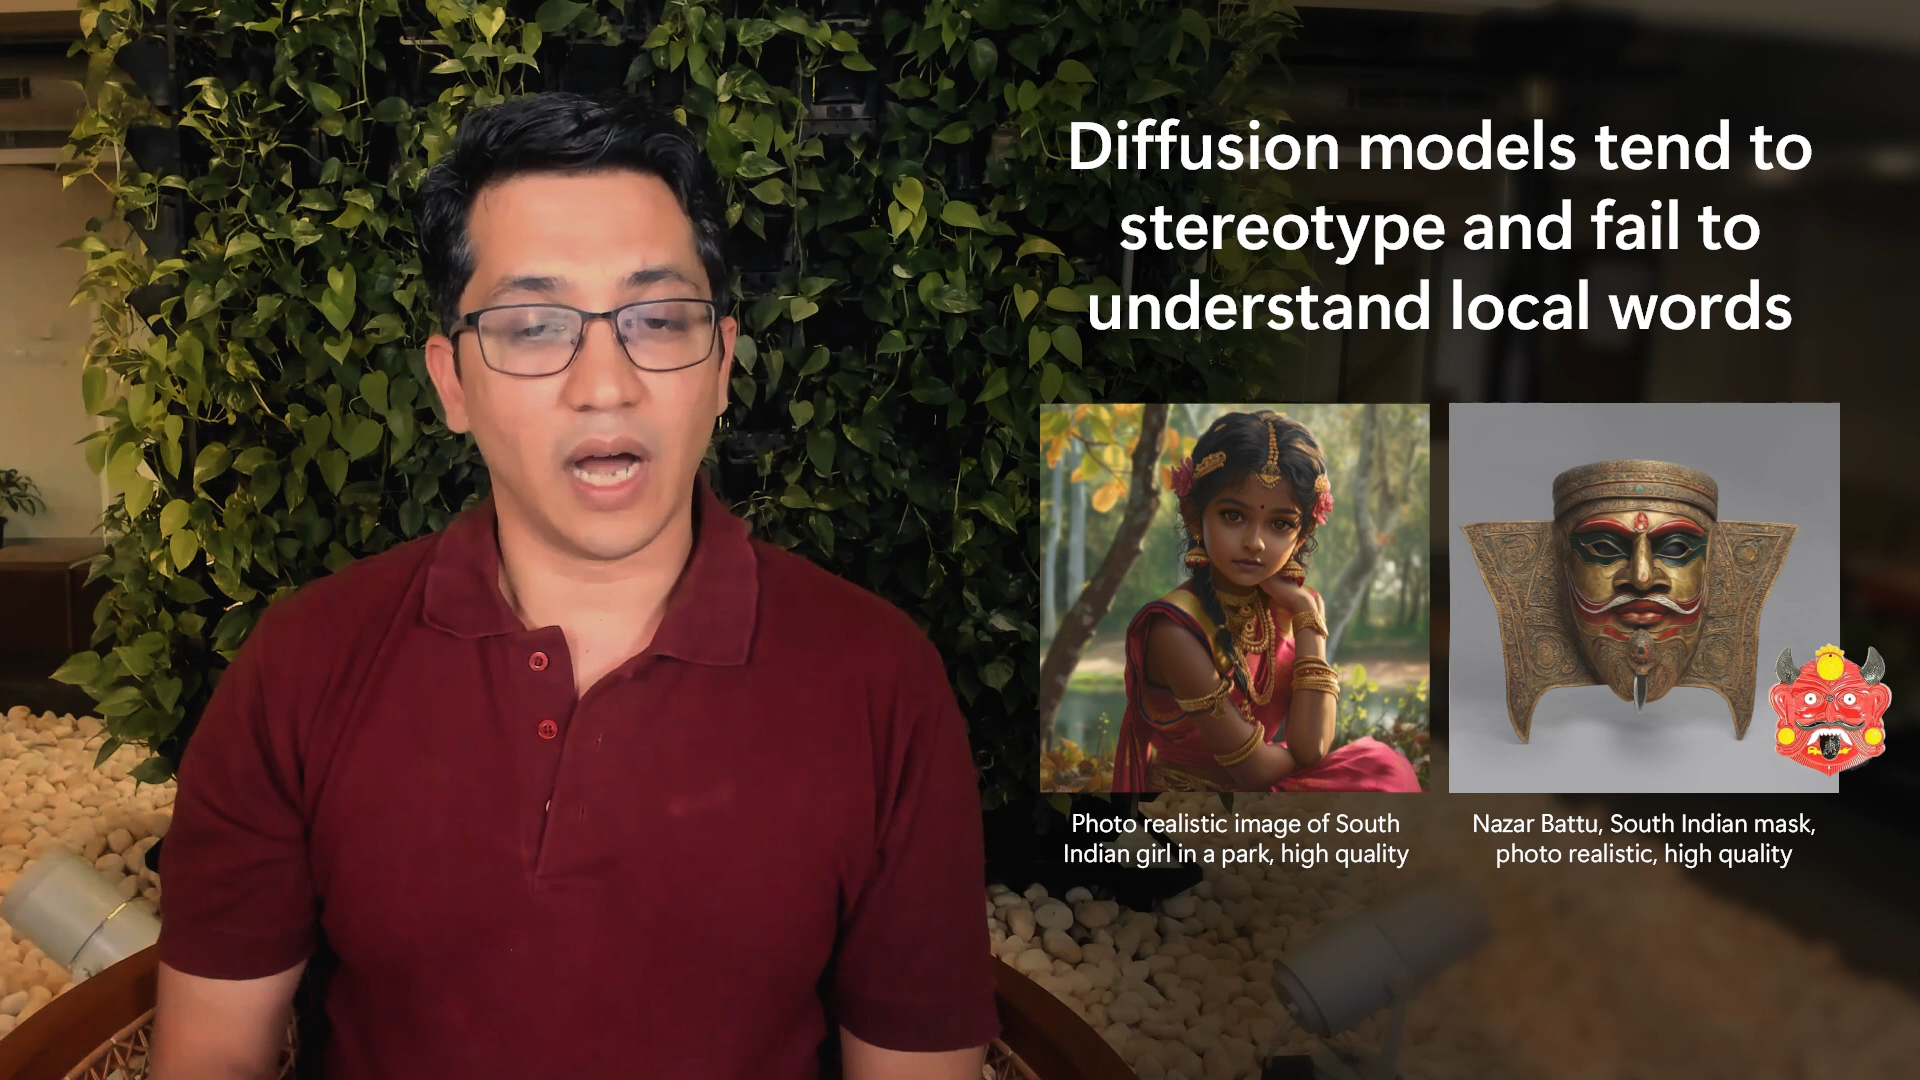 Diffusion models tend to
stereotype and fail to
understand local words
Photo realistic image of South
Indian girl in a park, high quality
Nazar Battu, South Indian mask,
photo realistic, high quality